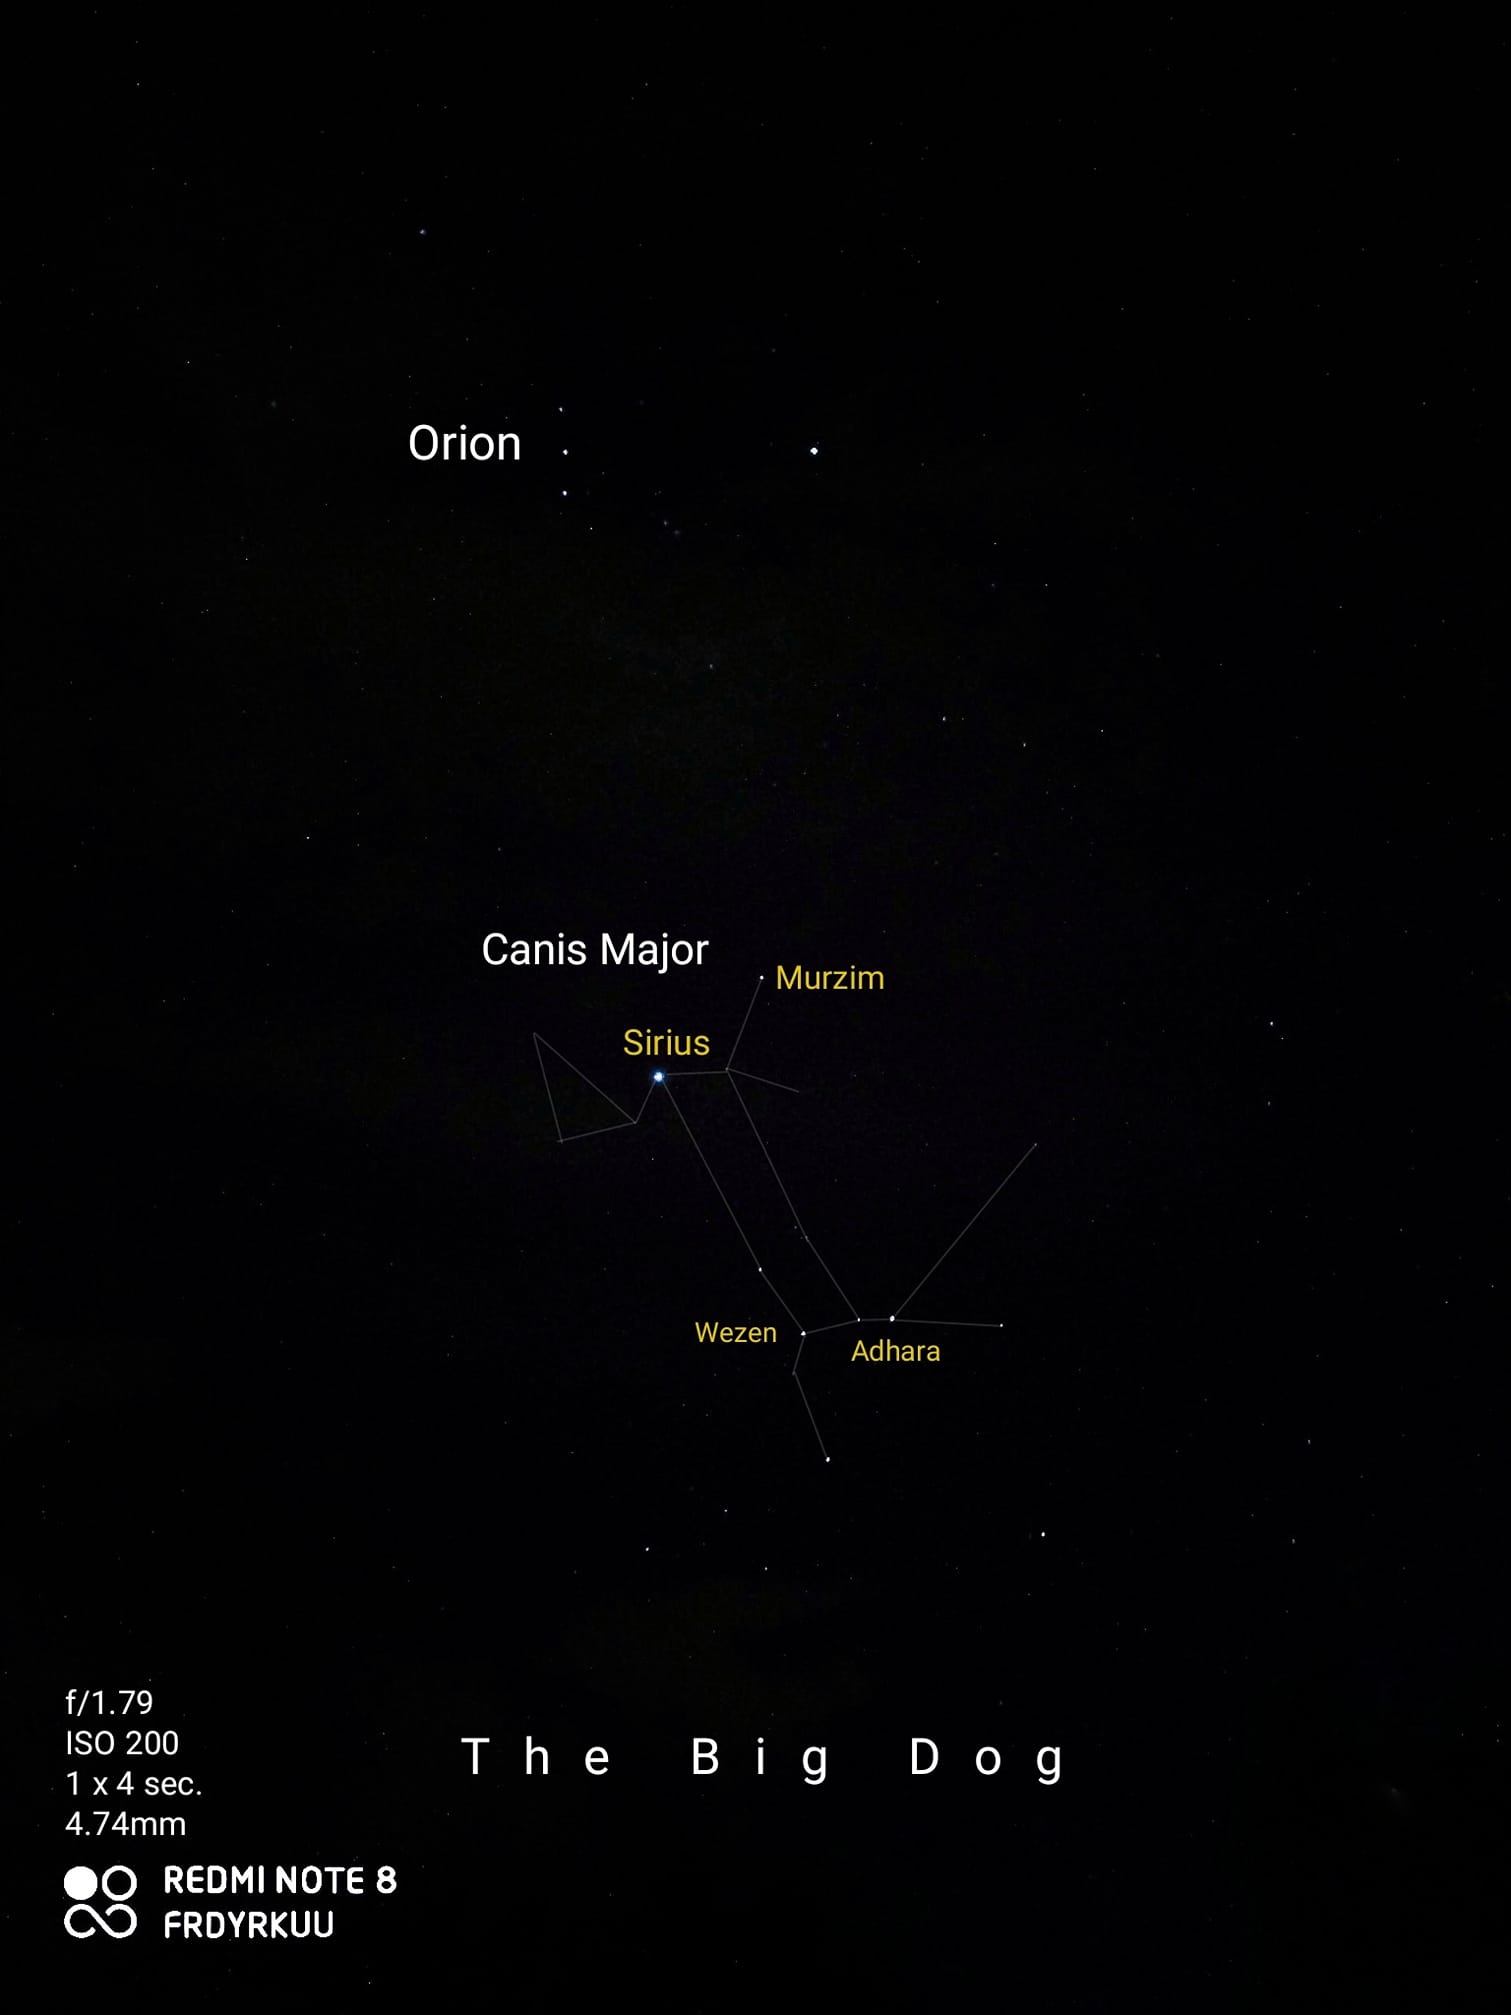 Orion
Canis Major
Murzim
Sirius
Wezen
Adhara
f/1.79
ISO 200
1 x 4 sec.
4.74mm
The Big Dog
REDMI NOTE 8
FRDYRKUU